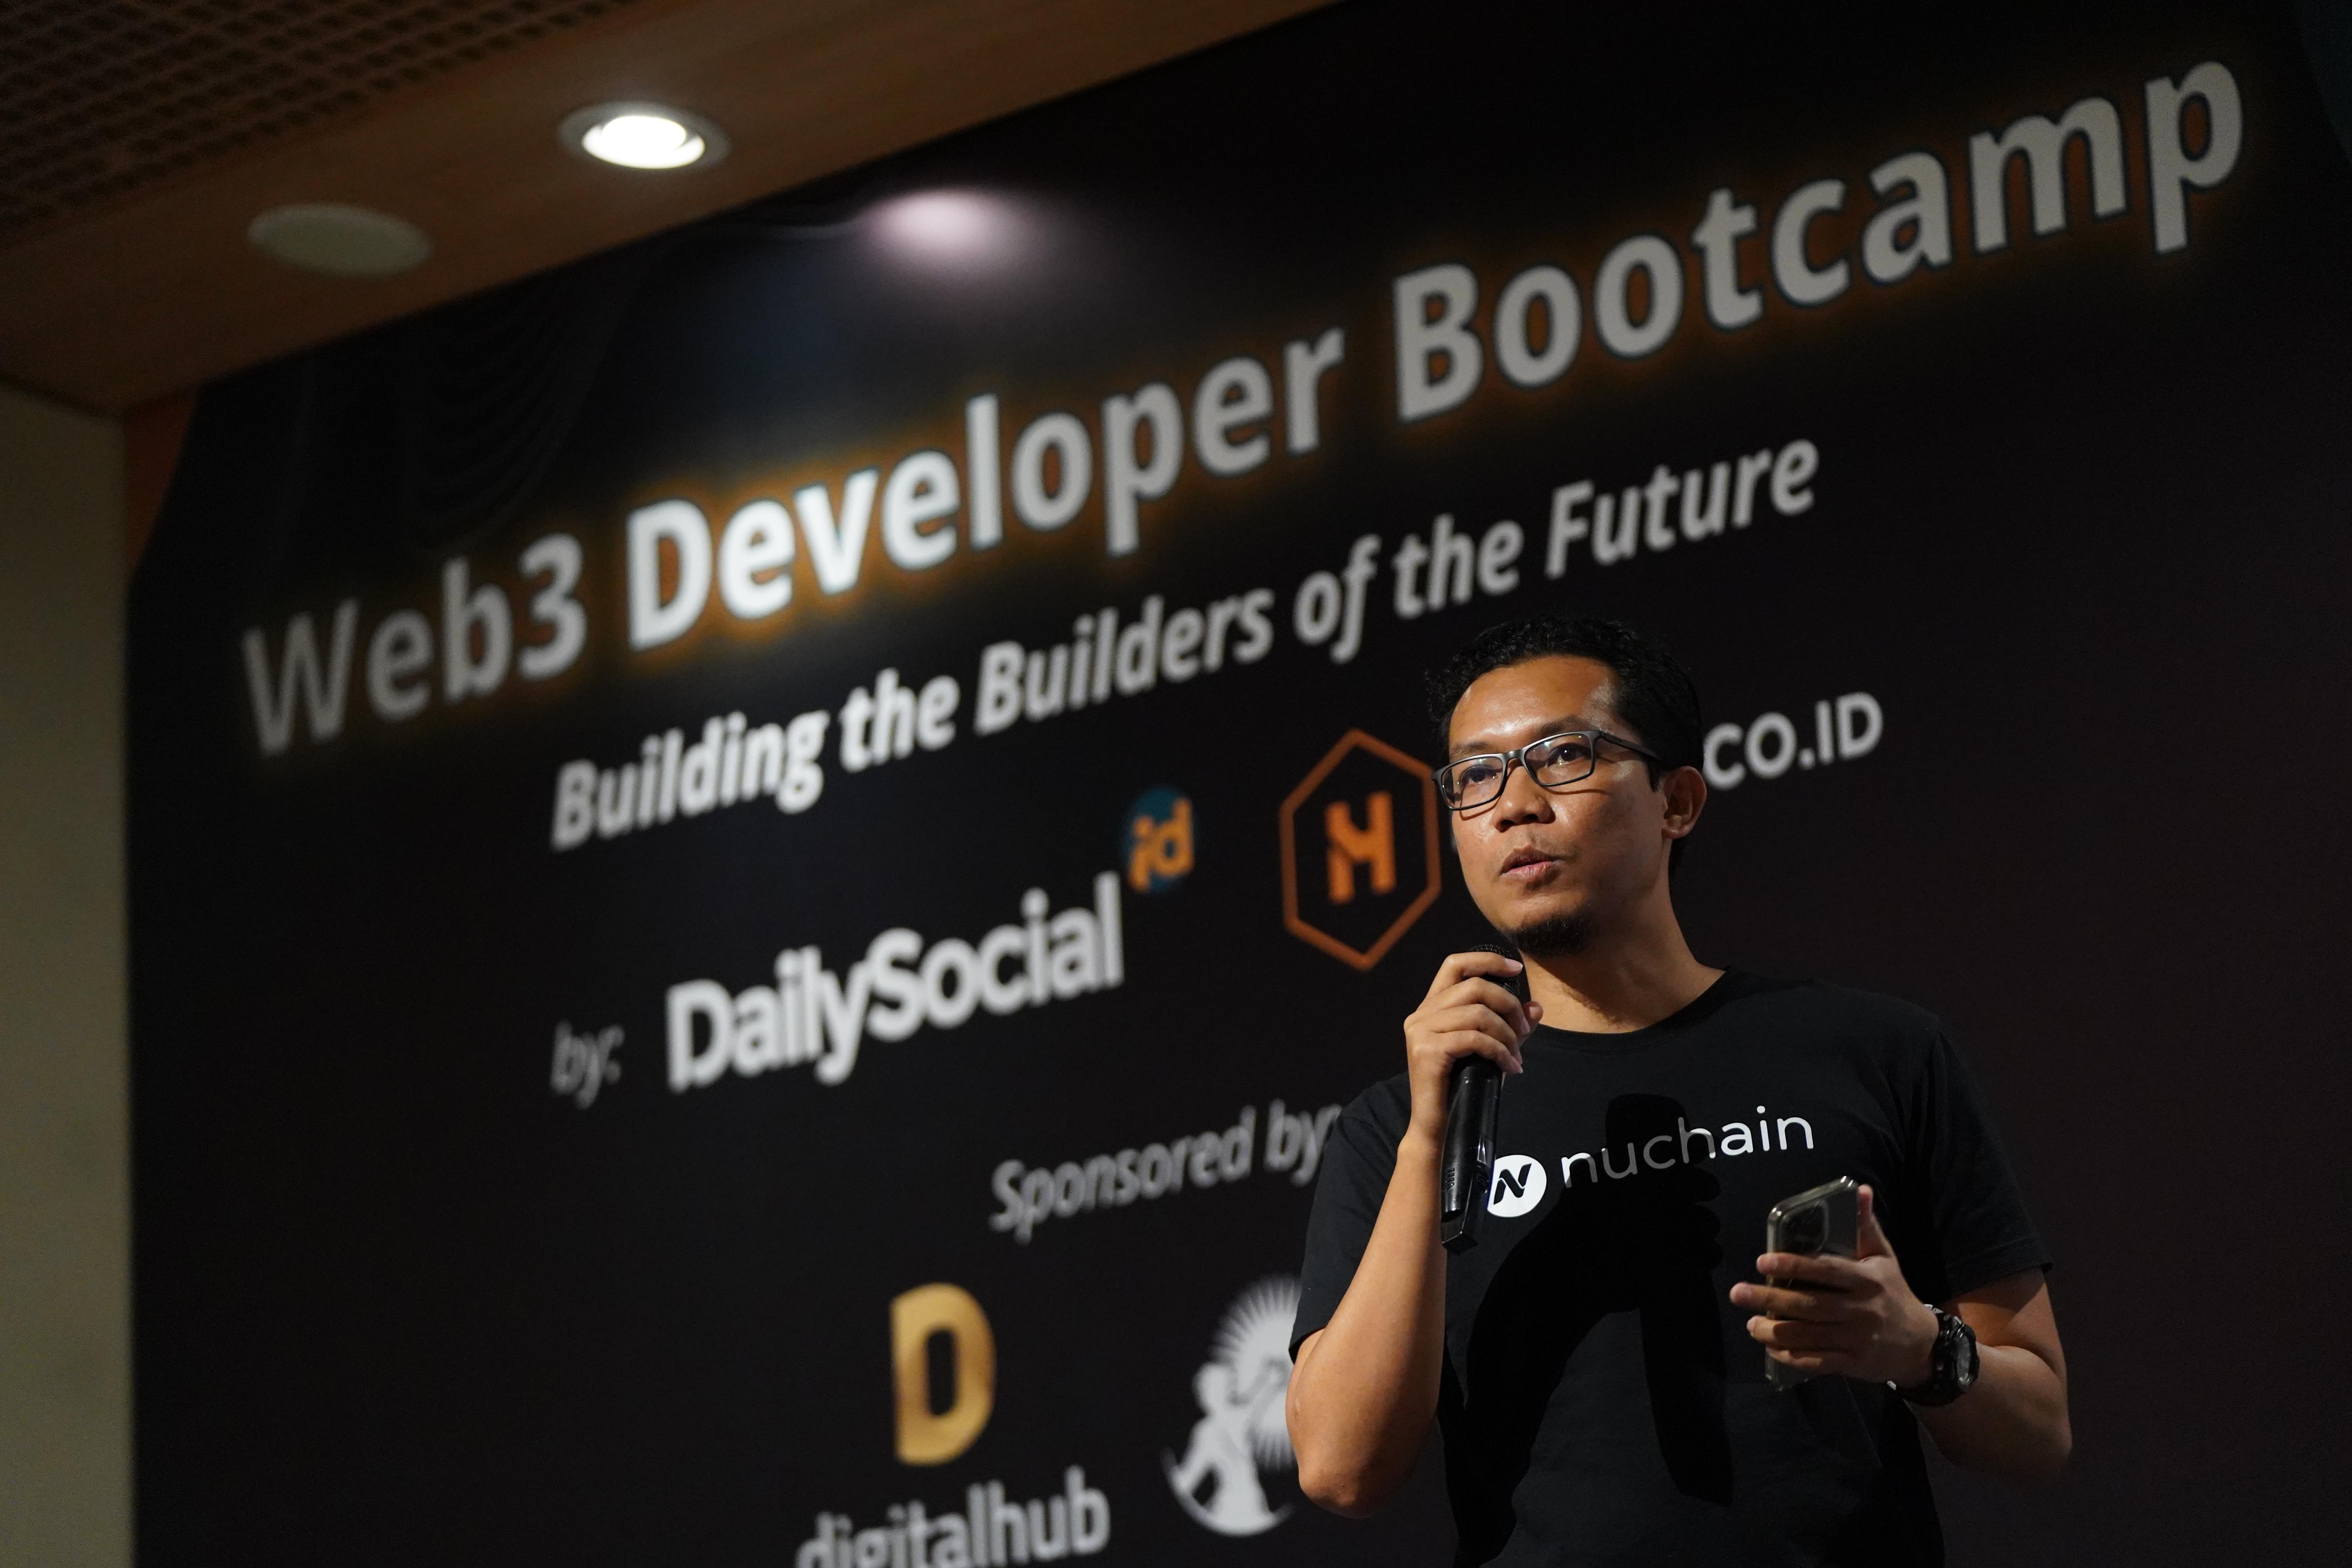 Web3 Developer Bootcamp
Building the Builders of the Future
by: DailySocial id
H
CO.ID
Sponsored by:
D
digitalhub
N nuchain